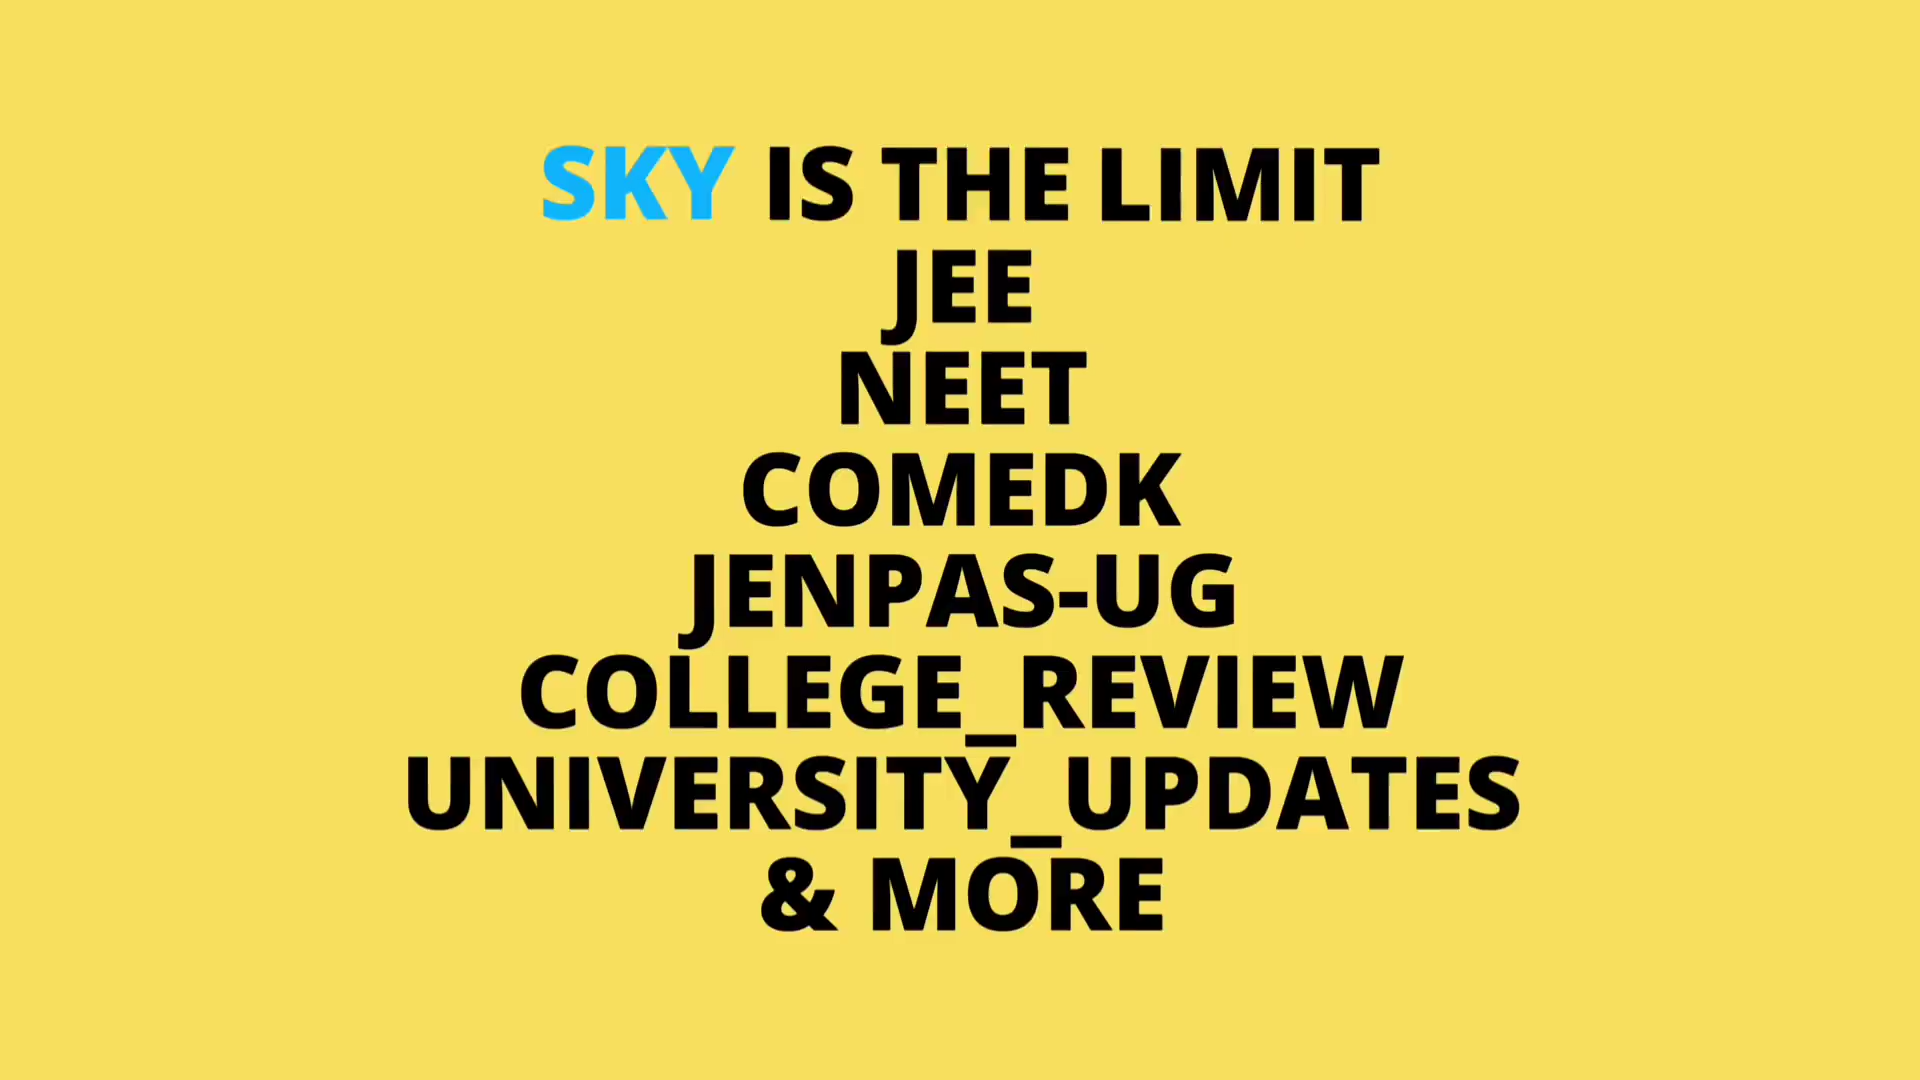 SKY IS THE LIMIT
JEE
NEET
COMEDK
JENPAS-UG
COLLEGE_REVIEW
UNIVERSITY_UPDATES
& MORE